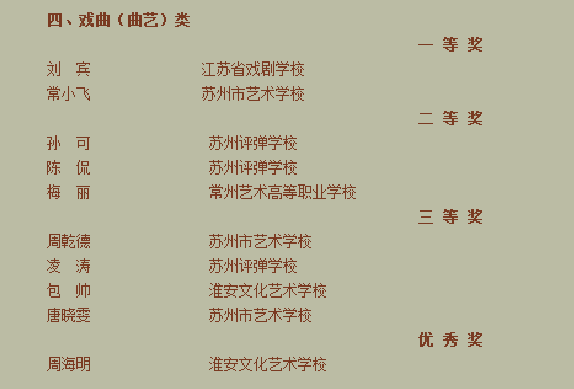 四、戏曲（曲艺）类
一 等 奖
刘　宾　江苏省戏剧学校
常小飞　苏州市艺术学校
二 等 奖
孙　可　苏州评弹学校
陈　侃　苏州评弹学校
梅　丽　常州艺术高等职业学校
三 等 奖
周乾德　苏州市艺术学校
凌　涛　苏州评弹学校
包　帅　淮安文化艺术学校
唐晓雯　苏州市艺术学校
优 秀 奖
周海明　淮安文化艺术学校